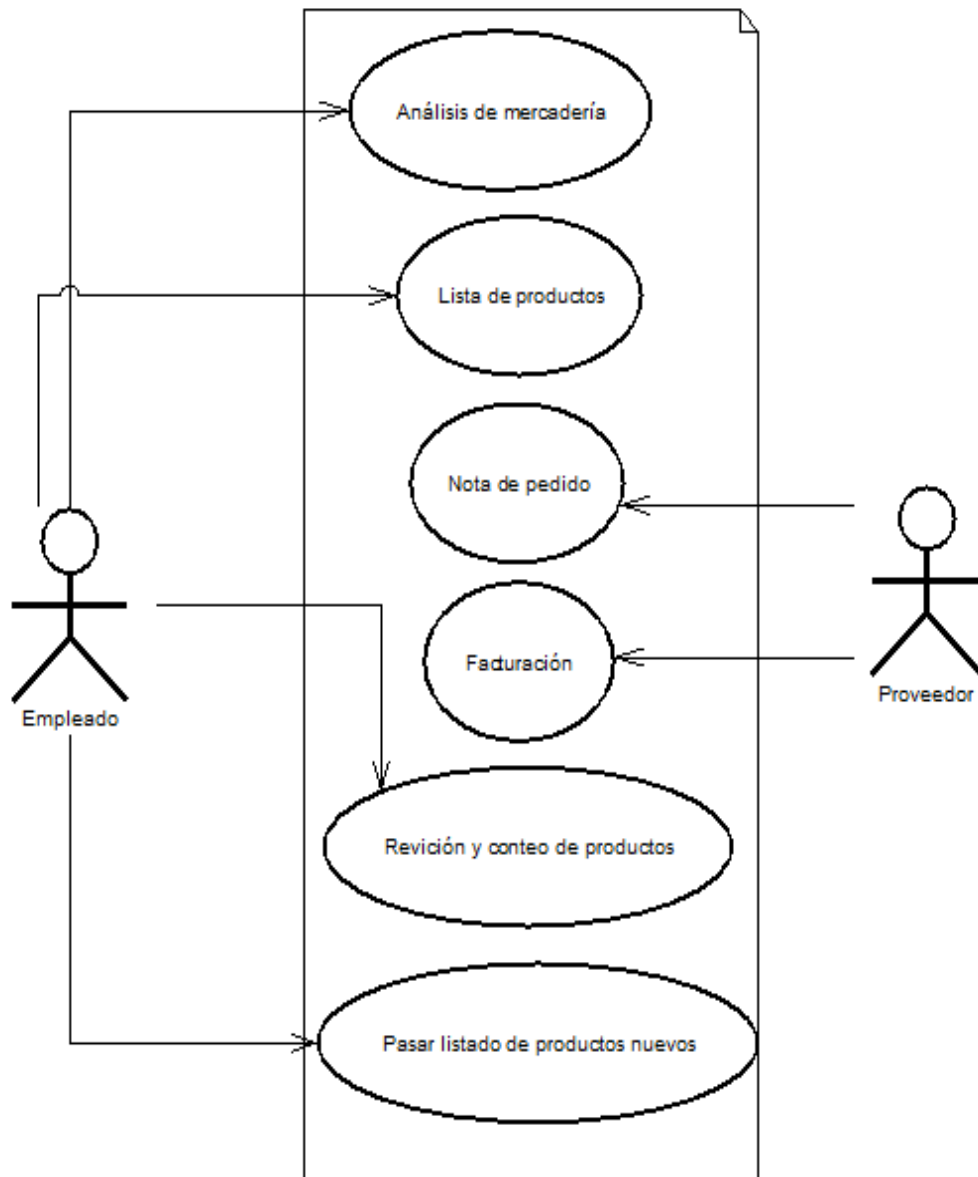 Análisis de mercadería
Lista de productos
Nota de pedido
Facturación
Empleado
Proveedor
Revición y conteo de productos
Pasar listado de productos nuevos